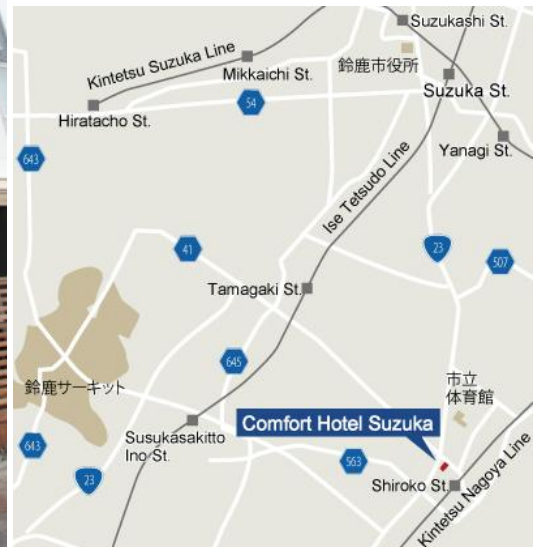 Suzukashi St.
Kintetsu Suzuka Line
Mikkaichi St.
鈴鹿市役所
Suzuka St.
54
Hiratacho St.
Yanagi St.
643
Ise Tetsudo Line
41
23
507
Tamagaki St.
645
鈴鹿サーキット
市立
体育館
Comfort Hotel Suzuka
Susukasakitto
Ino St.
643
563
23
Shiroko St.
Kintetsu Nagoya Line